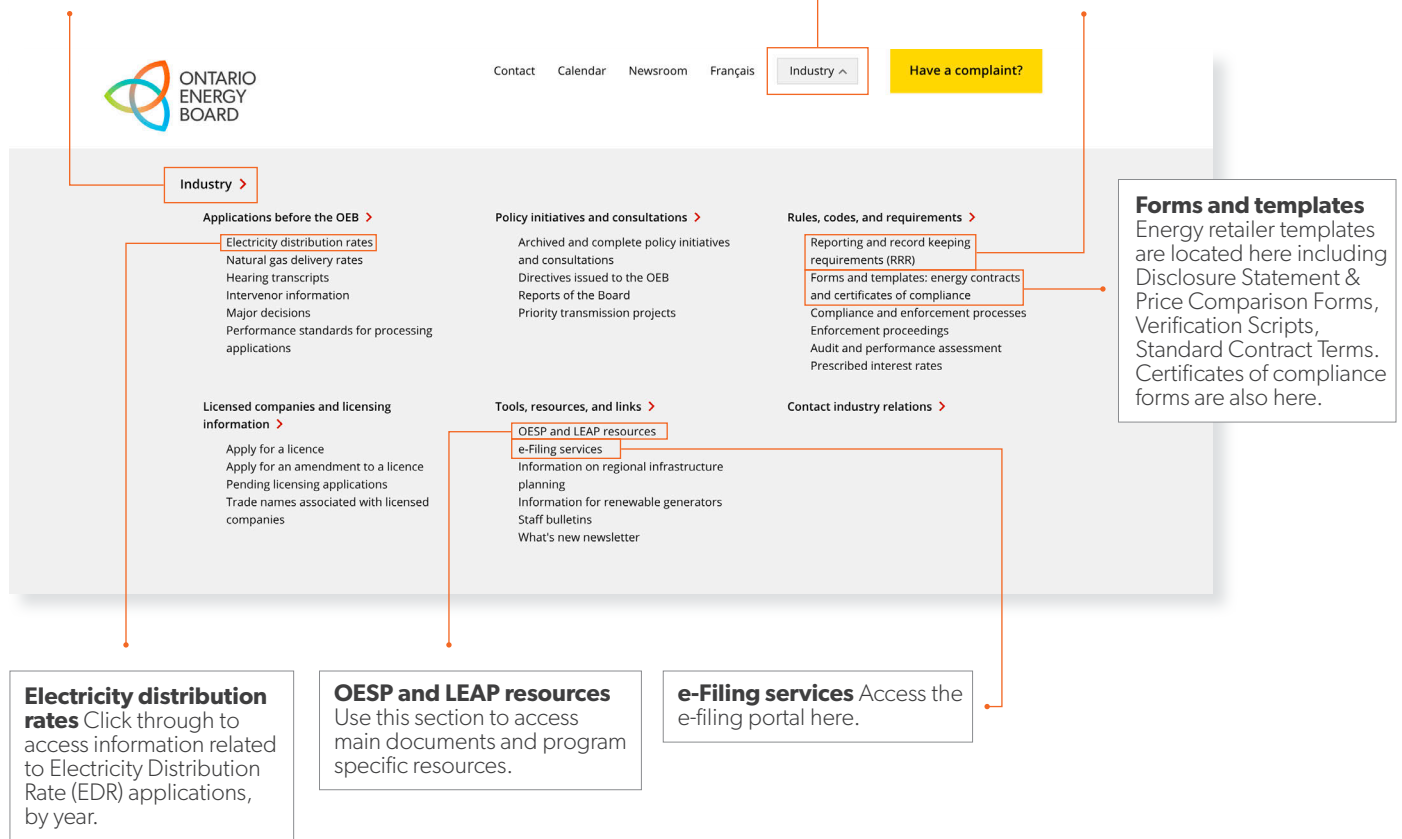 ONTARIO
ENERGY
BOARD
Contact Calendar Newsroom Français Industry Have a complaint?
Industry
Applications before the OEB
Electricity distribution rates
Natural gas delivery rates
Hearing transcripts
Intervenor information
Major decisions
Performance standards for processing
applications
Policy initiatives and consultations
Archived and complete policy initiatives
and consultations
Directives issued to the OEB
Reports of the Board
Priority transmission projects
Rules, codes, and requirements
Reporting and record keeping
requirements (RRR)
Forms and templates: energy contracts
and certificates of compliance
Compliance and enforcement processes
Enforcement proceedings
Audit and performance assessment
Prescribed interest rates
Licensed companies and licensing
information
Apply for a licence
Apply for an amendment to a licence
Pending licensing applications
Trade names associated with licensed
companies
Tools, resources, and links
OESP and LEAP resources
e-Filing services
Information on regional infrastructure
planning
Information for renewable generators
Staff bulletins
What's new newsletter
Contact industry relations
Forms and templates
Energy retailer templates
are located here including
Disclosure Statement &
Price Comparison Forms,
Verification Scripts,
Standard Contract Terms.
Certificates of compliance
forms are also here.
Electricity distribution
rates Click through to
access information related
to Electricity Distribution
Rate (EDR) applications,
by year.
OESP and LEAP resources
Use this section to access
main documents and program
specific resources.
e-Filing services Access the
e-filing portal here.